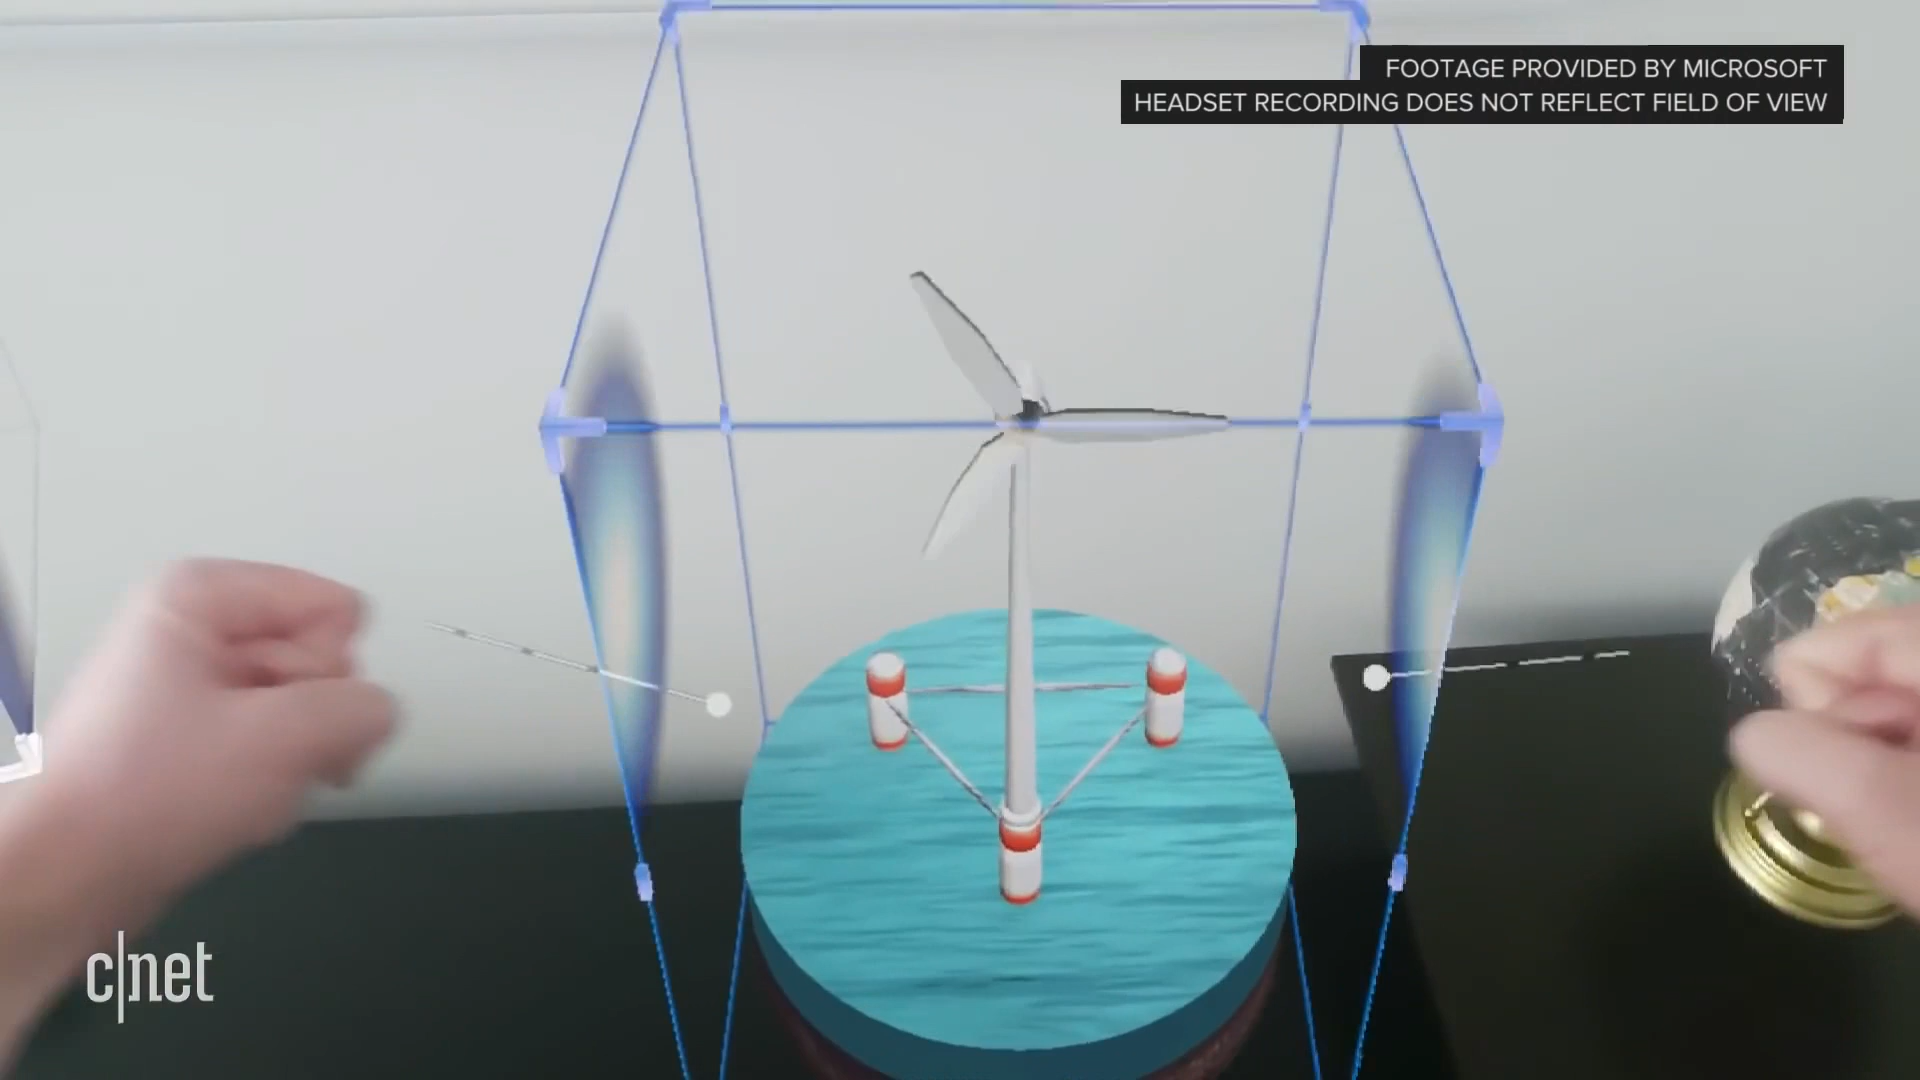 FOOTAGE PROVIDED BY MICROSOFT
HEADSET RECORDING DOES NOT REFLECT FIELD OF VIEW
c|net